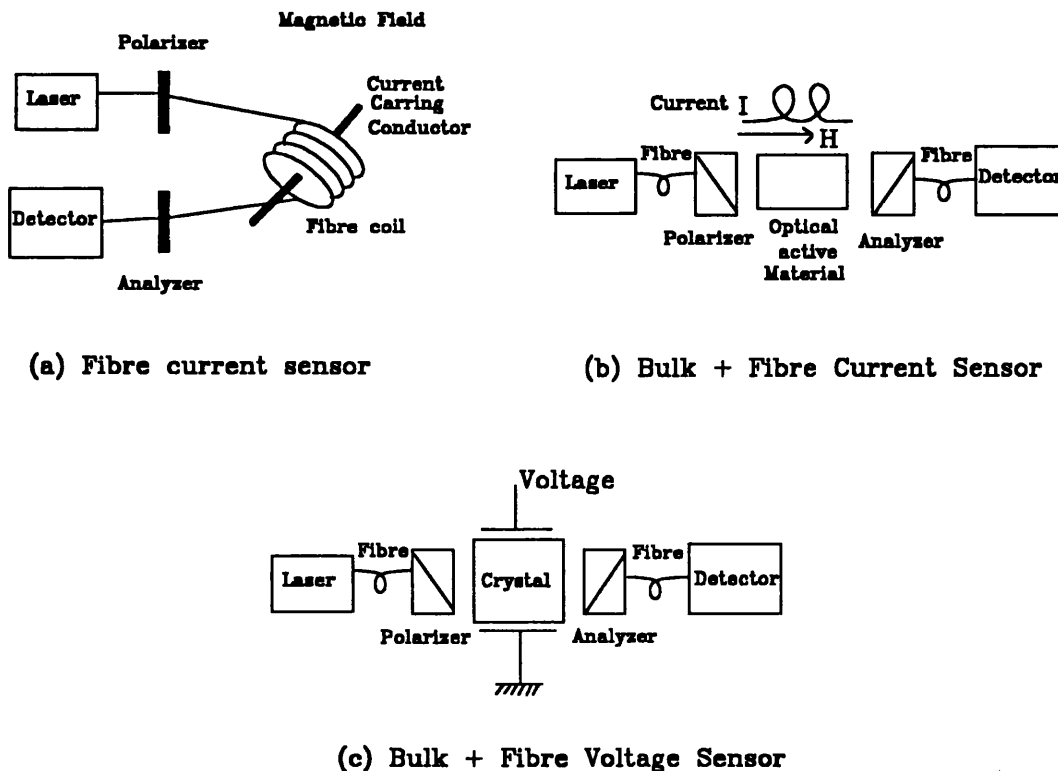 Magnetic Field
Polarizer
Laser
Current
Carring
Conductor
Detector
Fibre coil
Analyzer
(a) Fibre current sensor
Current I
H
Laser
Fibre
Polarizer
Optical
active
Material
Analyzer
Fibre
Detector
(b) Bulk + Fibre Current Sensor
Voltage
Laser
Fibre
Polarizer
Crystal
Analyzer
Fibre
Detector
(c) Bulk + Fibre Voltage Sensor